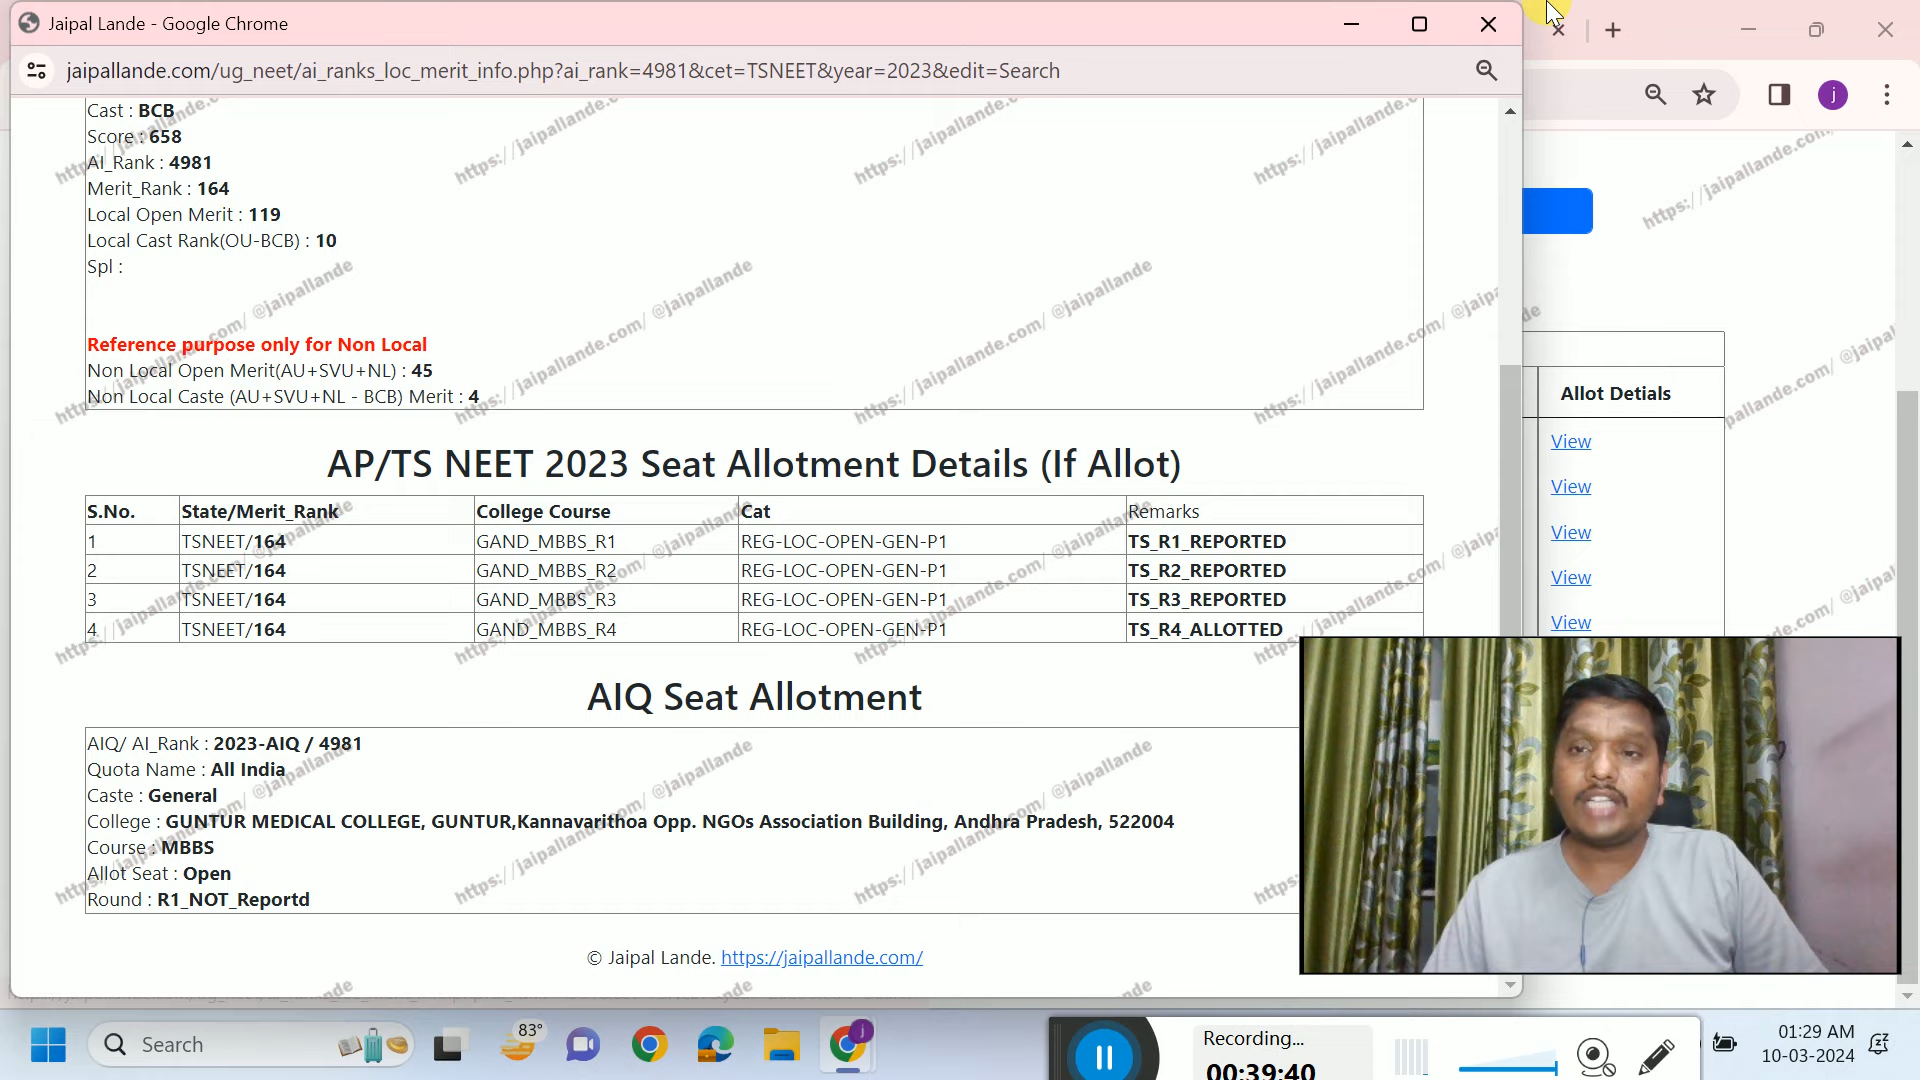 Jaipal Lande - Google Chrome
jaipallande.com/ug_neet/ai_ranks_loc_merit_info.php?ai_rank=4981&cet=TSNEET&year=2023&edit=Search
j
Cast : BCB
Score : 658
AI_Rank : 4981
Merit_Rank : 164
Local Open Merit : 119
Local Cast Rank(OU-BCB) : 10
Spl :
Reference purpose only for Non Local
Non Local Open Merit(AU+SVU+NL) : 45
Non Local Caste (AU+SVU+NL - BCB) Merit : 4
AP/TS NEET 2023 Seat Allotment Details (If Allot)
S.No. State/Merit_Rank College Course Cat Remarks
1 TSNEET/164 GAND_MBBS_R1 REG-LOC-OPEN-GEN-P1 TS_R1_REPORTED
2 TSNEET/164 GAND_MBBS_R2 REG-LOC-OPEN-GEN-P1 TS_R2_REPORTED
3 TSNEET/164 GAND_MBBS_R3 REG-LOC-OPEN-GEN-P1 TS_R3_REPORTED
4 TSNEET/164 GAND_MBBS_R4 REG-LOC-OPEN-GEN-P1 TS_R4_ALLOTTED
AIQ Seat Allotment
AIQ/ AI_Rank : 2023-AIQ / 4981
Quota Name : All India
Caste : General
College : GUNTUR MEDICAL COLLEGE, GUNTUR,Kannavarithoa Opp. NGOs Association Building, Andhra Pradesh, 522004
Course : MBBS
Allot Seat : Open
Round : R1_NOT_Reportd
© Jaipal Lande. https://jaipallande.com/
Allot Detials
View
View
View
View
View
https://jaipallande.com/ @jaipallande
Search
83°
j
Recording...
00:39:40
01:29 AM
10-03-2024